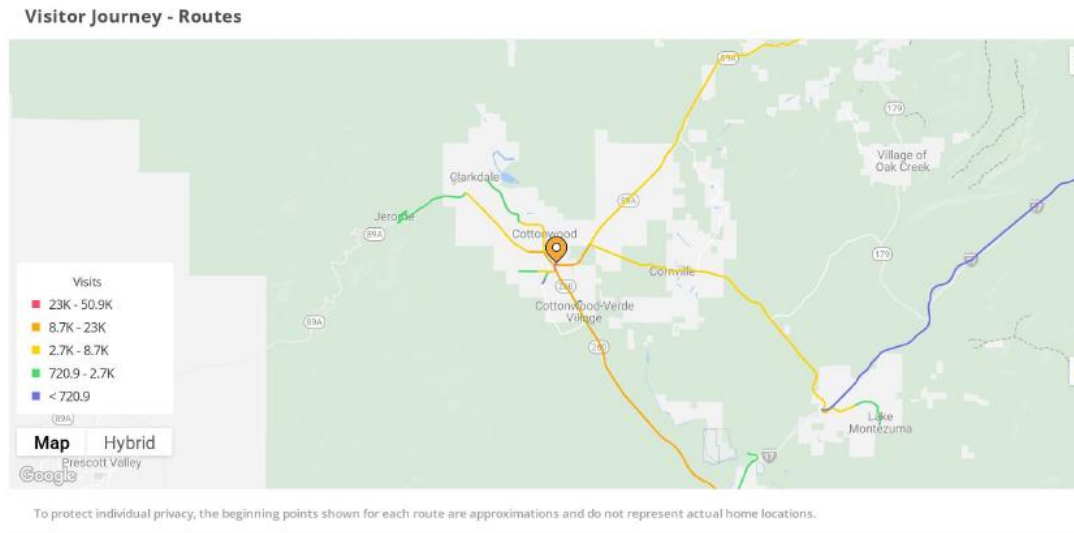 Visitor Journey - Routes
89A
179
Village of
Oak Creek
Clarkdale
17
89A
Jerome
89A
Cottonwood
17
179
Cornville
260
Cottonwood-Verde
Village
89A
260
Visits
23K - 50.9K
8.7K - 23K
2.7K - 8.7K
720.9 - 2.7K
< 720.9
89A
Lake
Montezuma
Map Hybrid
17
Prescott Valley
Google
To protect individual privacy, the beginning points shown for each route are approximations and do not represent actual home locations.